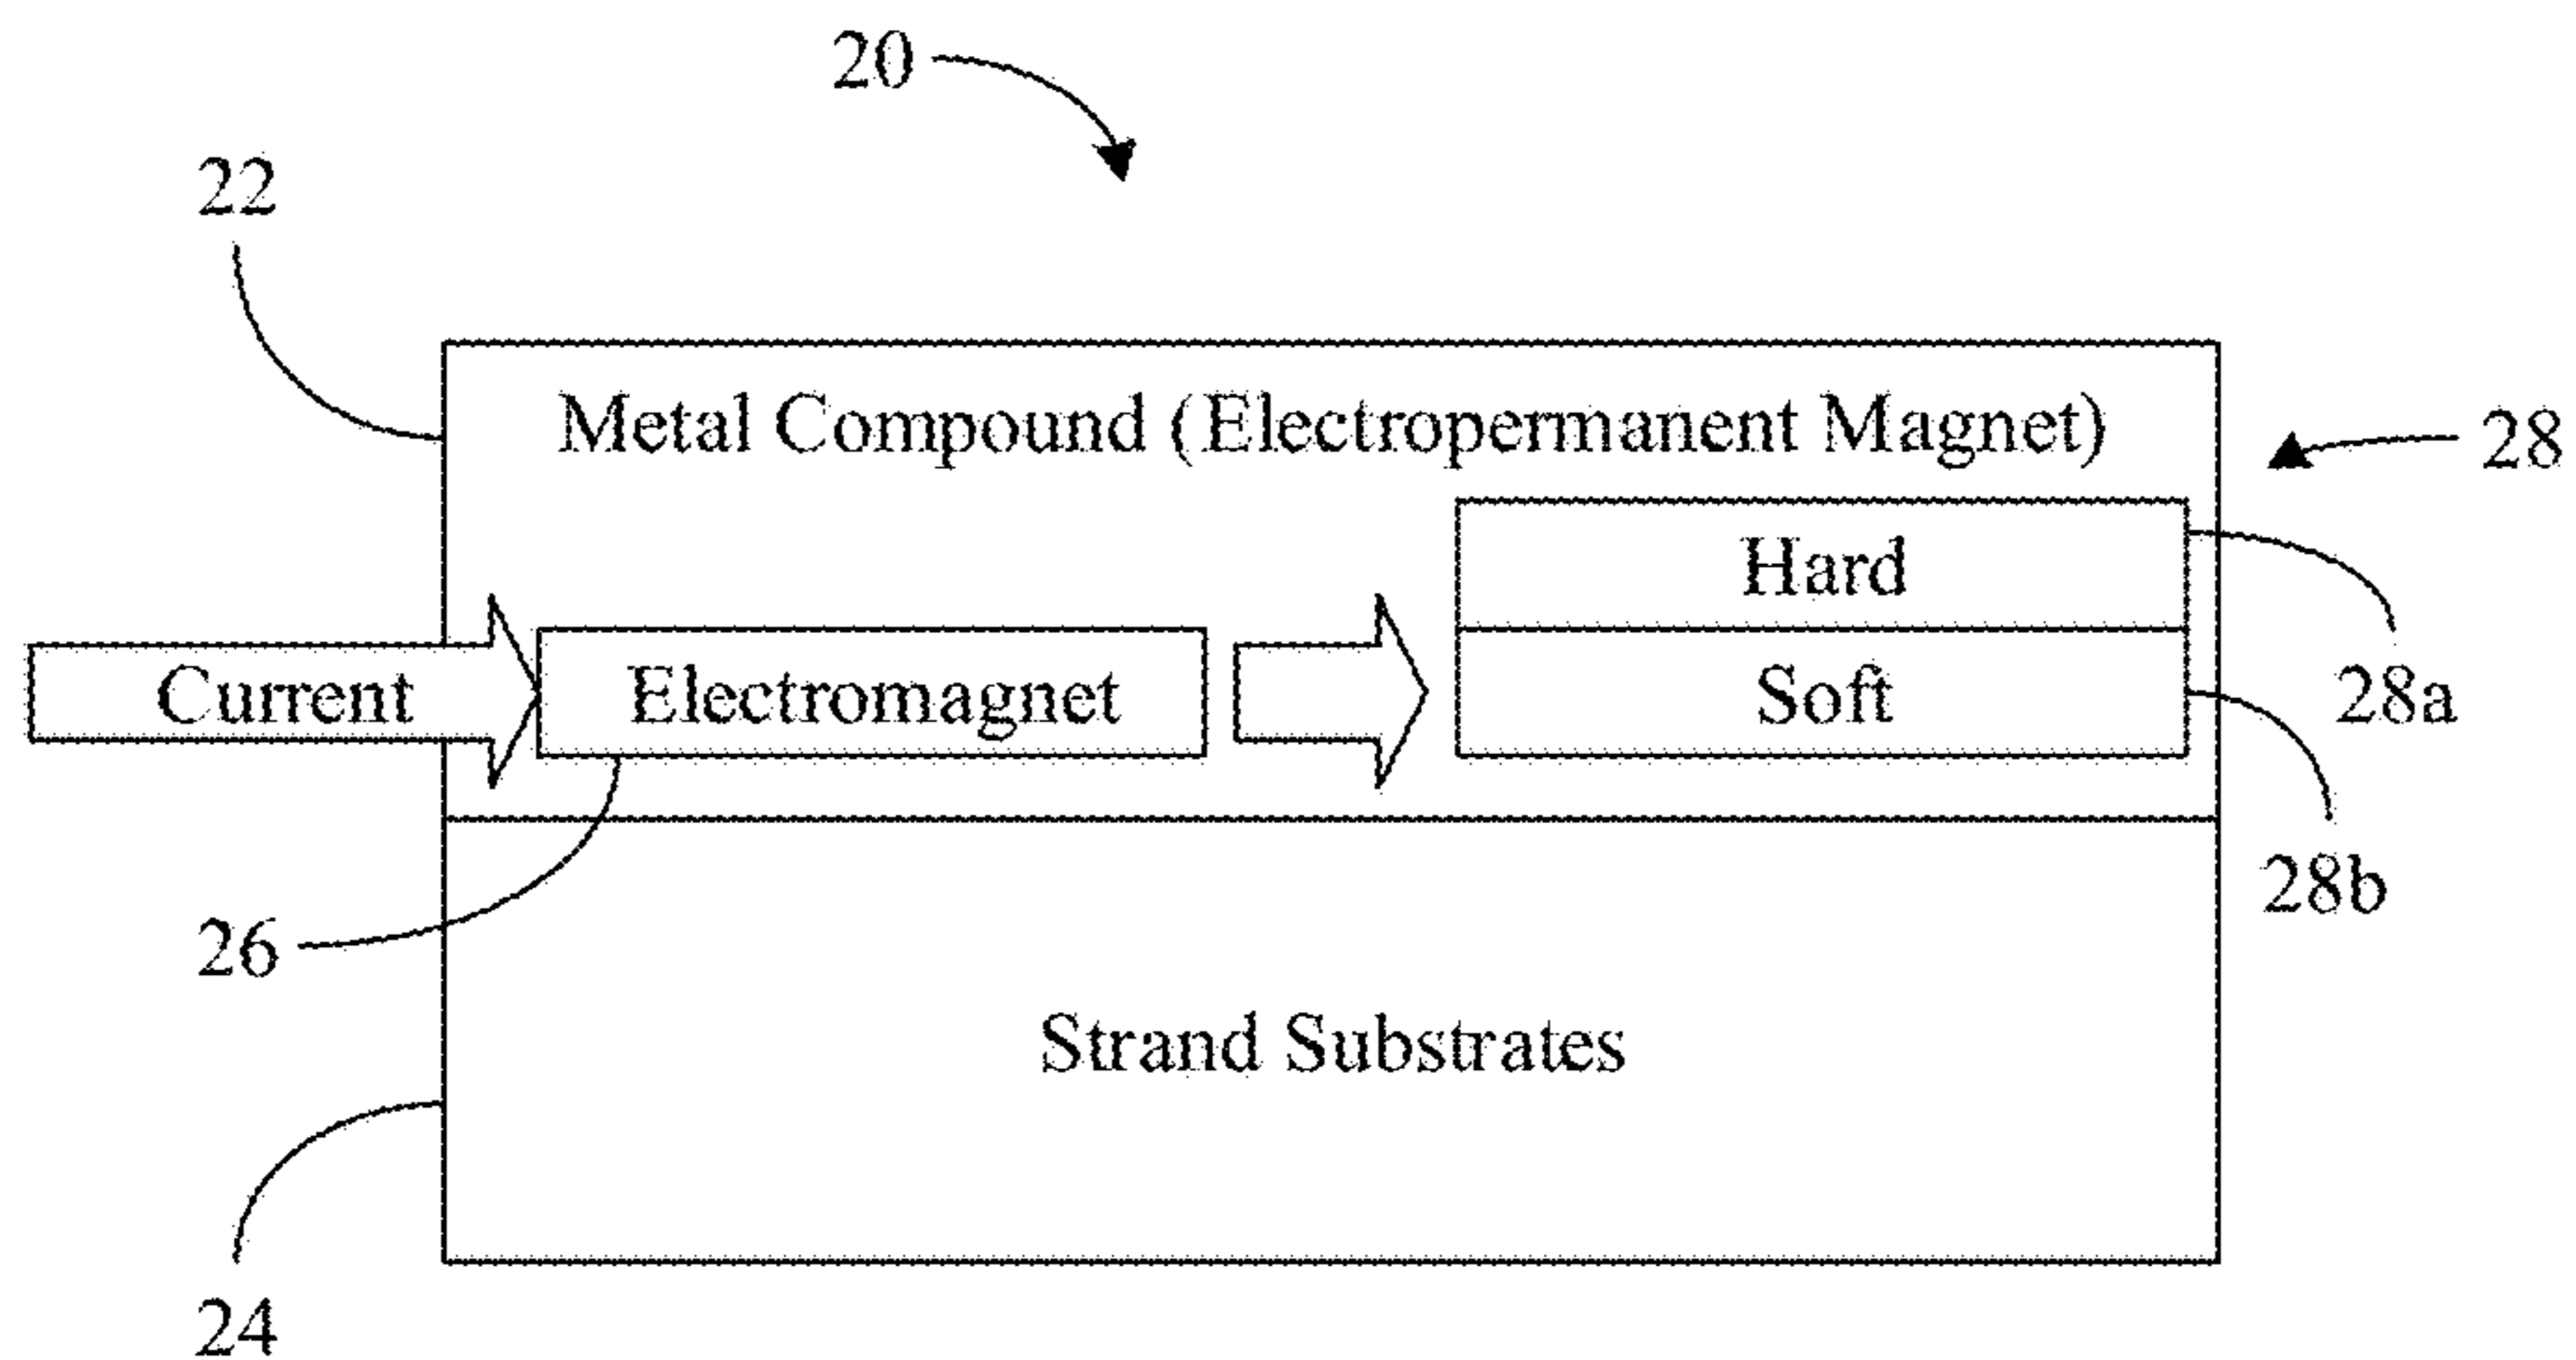 20
22
Metal Compound (Electropermanent Magnet)
28
Hard
Current
Electromagnet
Soft
28a
28b
26
Strand Substrates
24